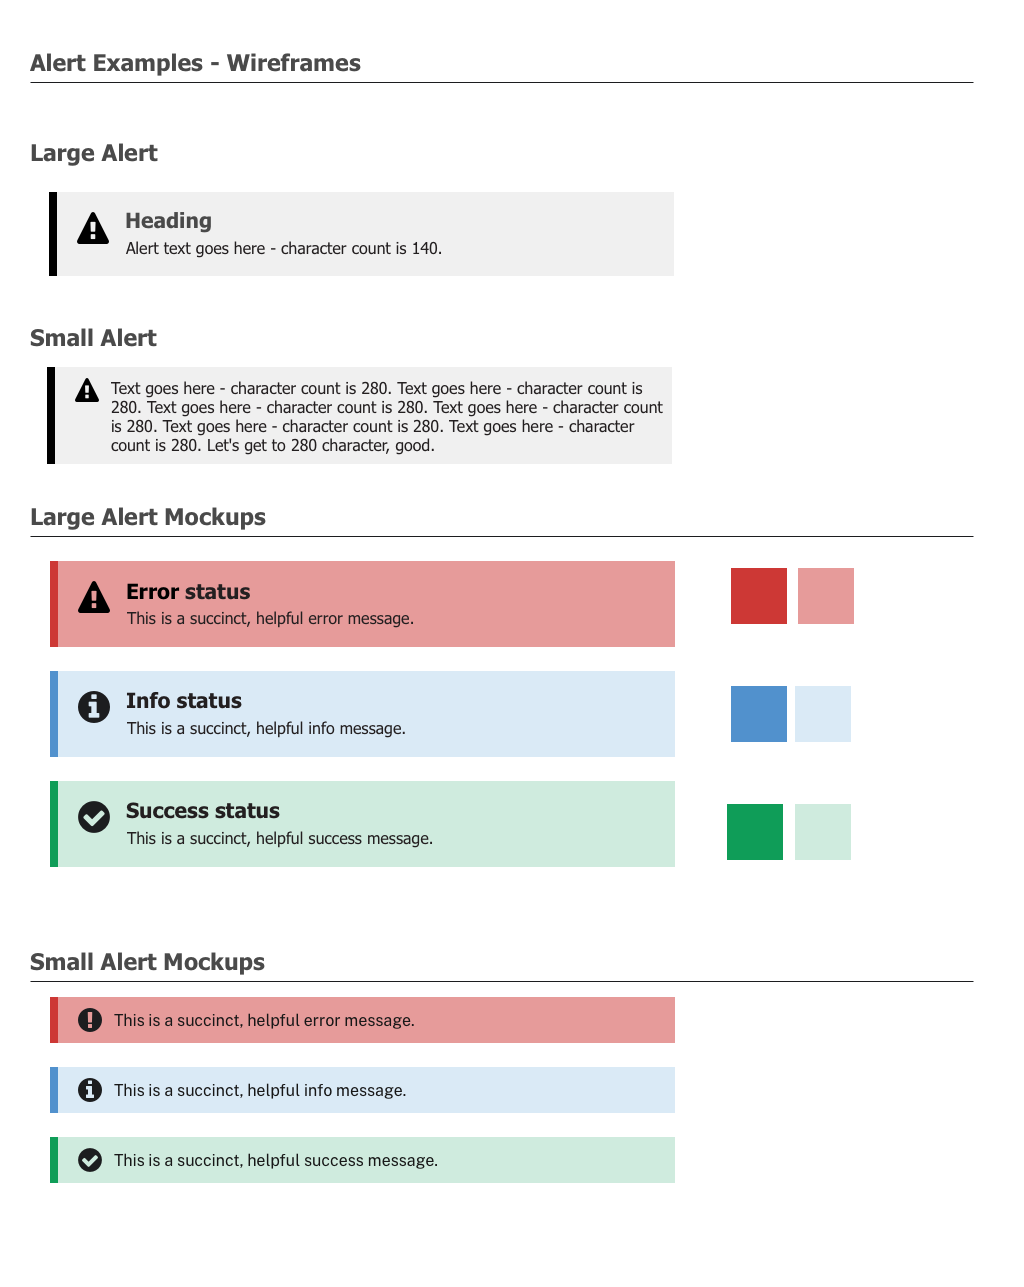 Alert Examples - Wireframes
Large Alert
Heading
Alert text goes here - character count is 140.
Small Alert
Text goes here - character count is 280. Text goes here - character count is
280. Text goes here - character count is 280. Text goes here - character count
is 280. Text goes here - character count is 280. Text goes here - character
count is 280. Let's get to 280 character, good.
Large Alert Mockups
Error status
This is a succinct, helpful error message.
Info status
This is a succinct, helpful info message.
Success status
This is a succinct, helpful success message.
Small Alert Mockups
This is a succinct, helpful error message.
This is a succinct, helpful info message.
This is a succinct, helpful success message.